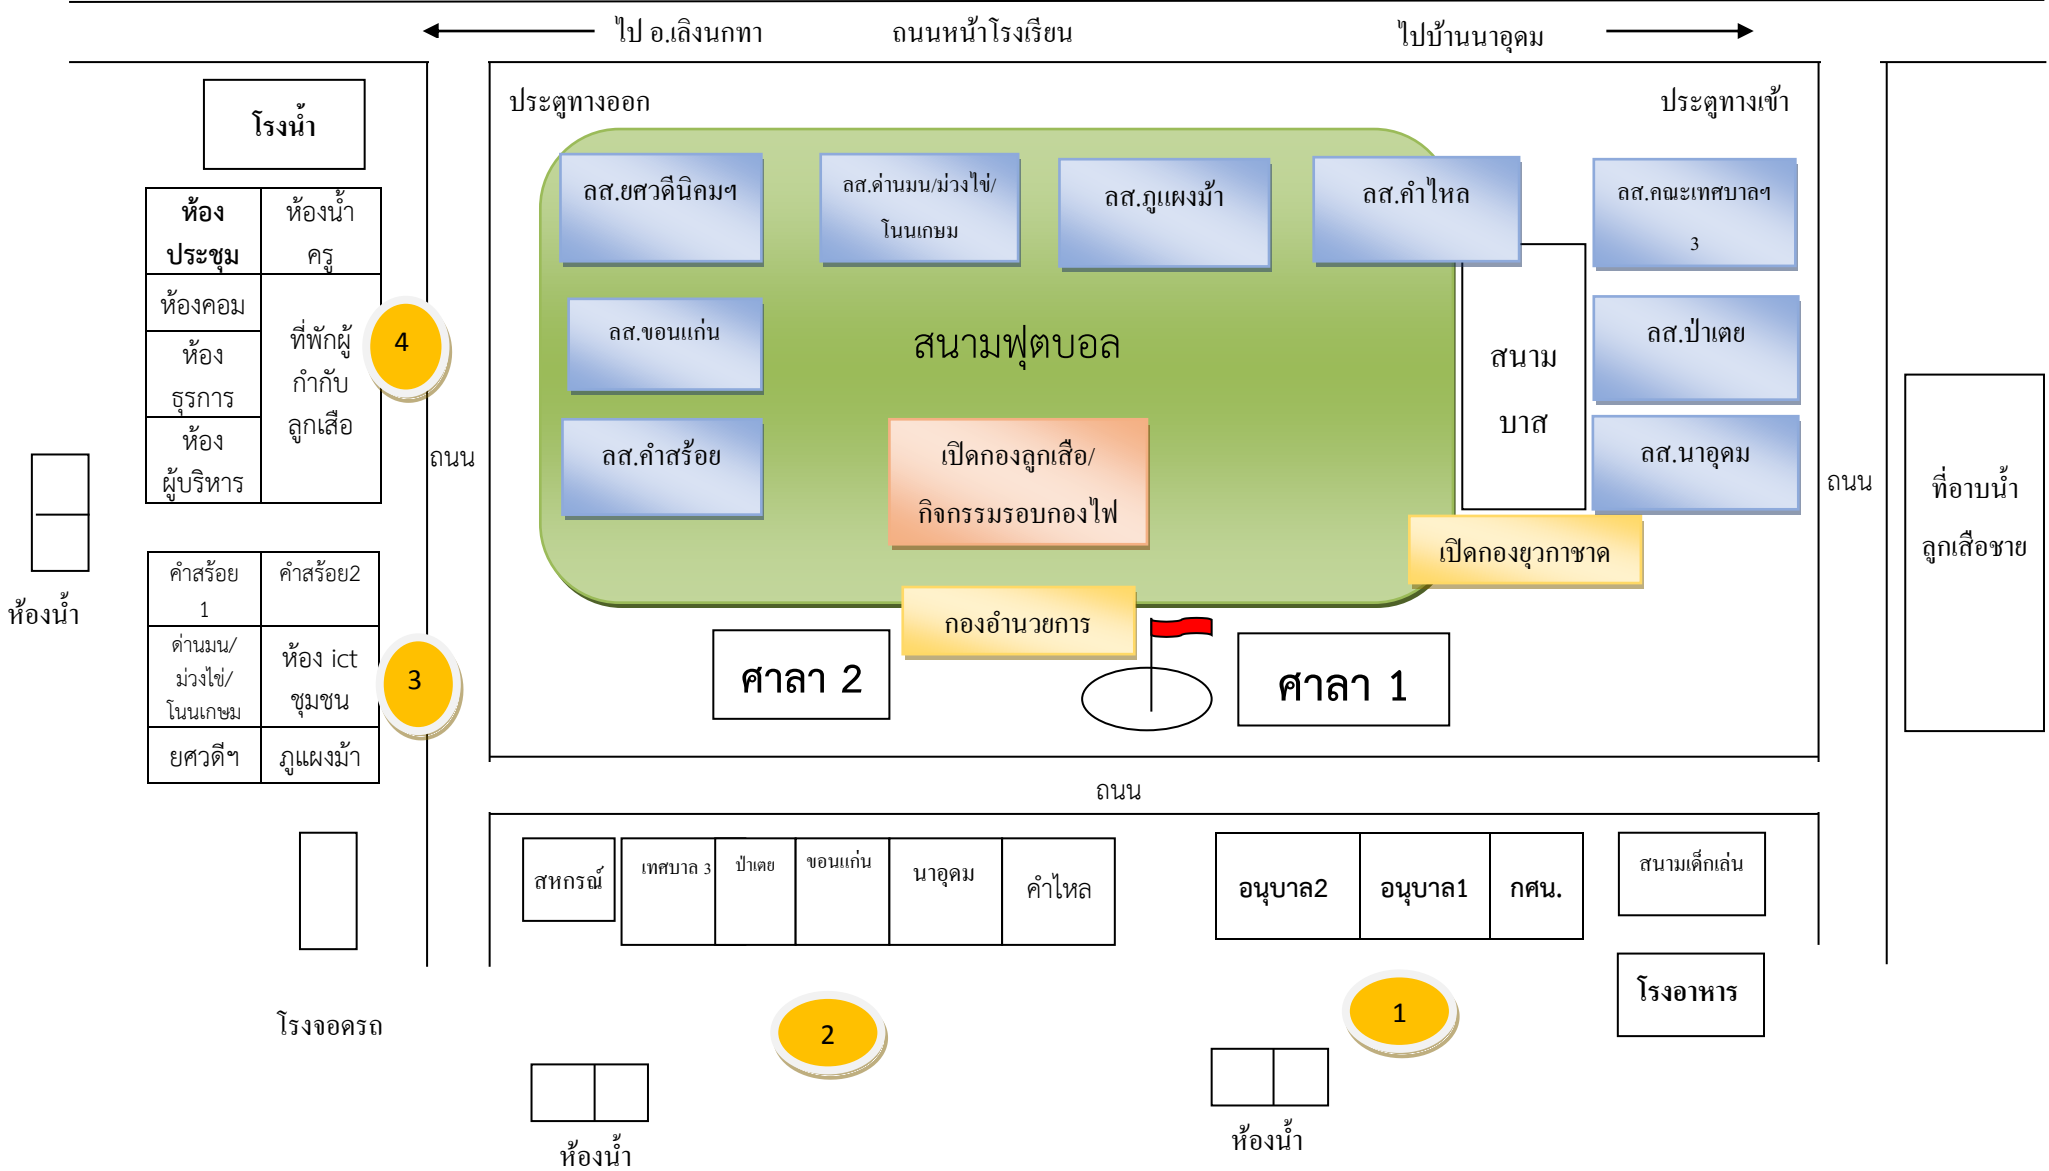 ไป อ.เลิงนกทา
ถนนหน้าโรงเรียน
ไปบ้านนาอุดม
ประตูทางออก
ประตูทางเข้า
โรงน้ำ
ห้อง
ประชุม
ห้องน้ำ
ครู
ห้องคอม
ห้อง
ธุรการ
ห้อง
ผู้บริหาร
ที่พักผู้
กำกับ
ลูกเสือ
4
ลส.ยศวดีนิคมฯ
ลส.ด่านมน/ม่วงไข่/
โนนเกษม
ลส.ภูแผงม้า
ลส.คำไหล
ลส.คณะเทศบาลฯ
3
ลส.ขอนแก่น
สนามฟุตบอล
สนาม
บาส
ลส.ป่าเตย
ลส.คำสร้อย
เปิดกองลูกเสือ/
กิจกรรมรอบกองไฟ
ลส.นาอุดม
ถนน
ถนน
ที่อาบน้ำ
ลูกเสือชาย
เปิดกองยุวกาชาด
กองอำนวยการ
ห้องน้ำ
คำสร้อย
1
คำสร้อย2
ด่านมน/
ม่วงไข่/
โนนเกษม
ห้อง ict
ชุมชน
ยศวดีฯ
ภูแผงม้า
3
ศาลา 2
ศาลา 1
ถนน
สหกรณ์
เทศบาล 3
ป่าเตย
ขอนแก่น
นาอุดม
คำไหล
อนุบาล2
อนุบาล1
กศน.
สนามเด็กเล่น
โรงอาหาร
โรงจอดรถ
2
1
ห้องน้ำ
ห้องน้ำ